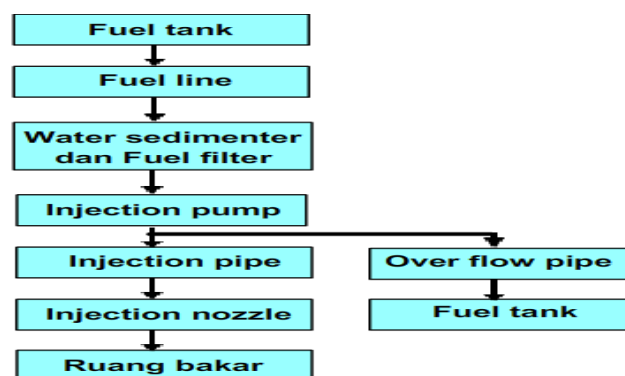 Fuel tank
Fuel line
Water sedimenter
dan Fuel filter
Injection pump
Injection pipe
Over flow pipe
Injection nozzle
Fuel tank
Ruang bakar